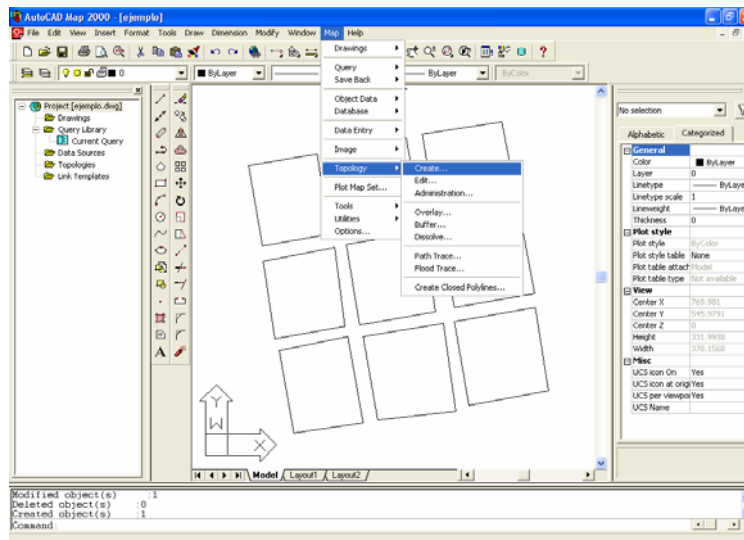 AutoCAD Map 2000 - [ejemplo]
File Edit View Insert Format Tools Draw Dimension Modify Window Map Help
0 ByLayer ByLayer ByColor
Project [ejemplo.dwg]
Drawings
Query Library
Current Query
Data Sources
Topologies
Link Templates
Drawings
Query
Save Back
Object Data
Database
Data Entry
Image
Topology
Plot Map Set...
Tools
Utilities
Options...
Create...
Edit...
Administration...
Overlay...
Buffer...
Dissolve...
Path Trace...
Flood Trace...
Create Closed Polylines...
No selection
Alphabetic Categorized
General
Color ByLayer
Layer 0
Linetype ByLaye
Linetype scale 1
Lineweight ByLaye
Thickness 0
Plot style
Plot style ByColor
Plot style table None
Plot table attach Model
Plot table type Not available
View
Center X 769.981
Center Y 545.9791
Center Z 0
Height 331.9938
Width 378.1560
Misc
UCS icon On Yes
UCS icon at origi Yes
UCS per viewpo Yes
UCS Name
Y
W
X
Model Layout1 Layout2
Modified object(s) :1
Deleted object(s) :0
Created object(s) :1
Command: